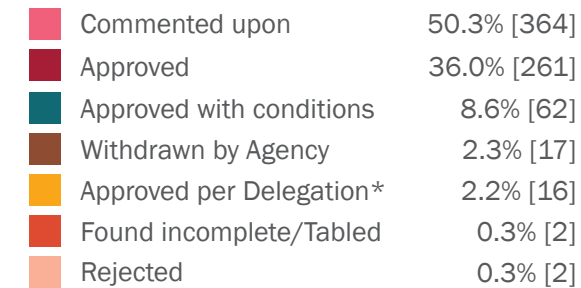 Commented upon 50.3% [364]
Approved 36.0% [261]
Approved with conditions 8.6% [62]
Withdrawn by Agency 2.3% [17]
Approved per Delegation* 2.2% [16]
Found incomplete/Tabled 0.3% [2]
Rejected 0.3% [2]